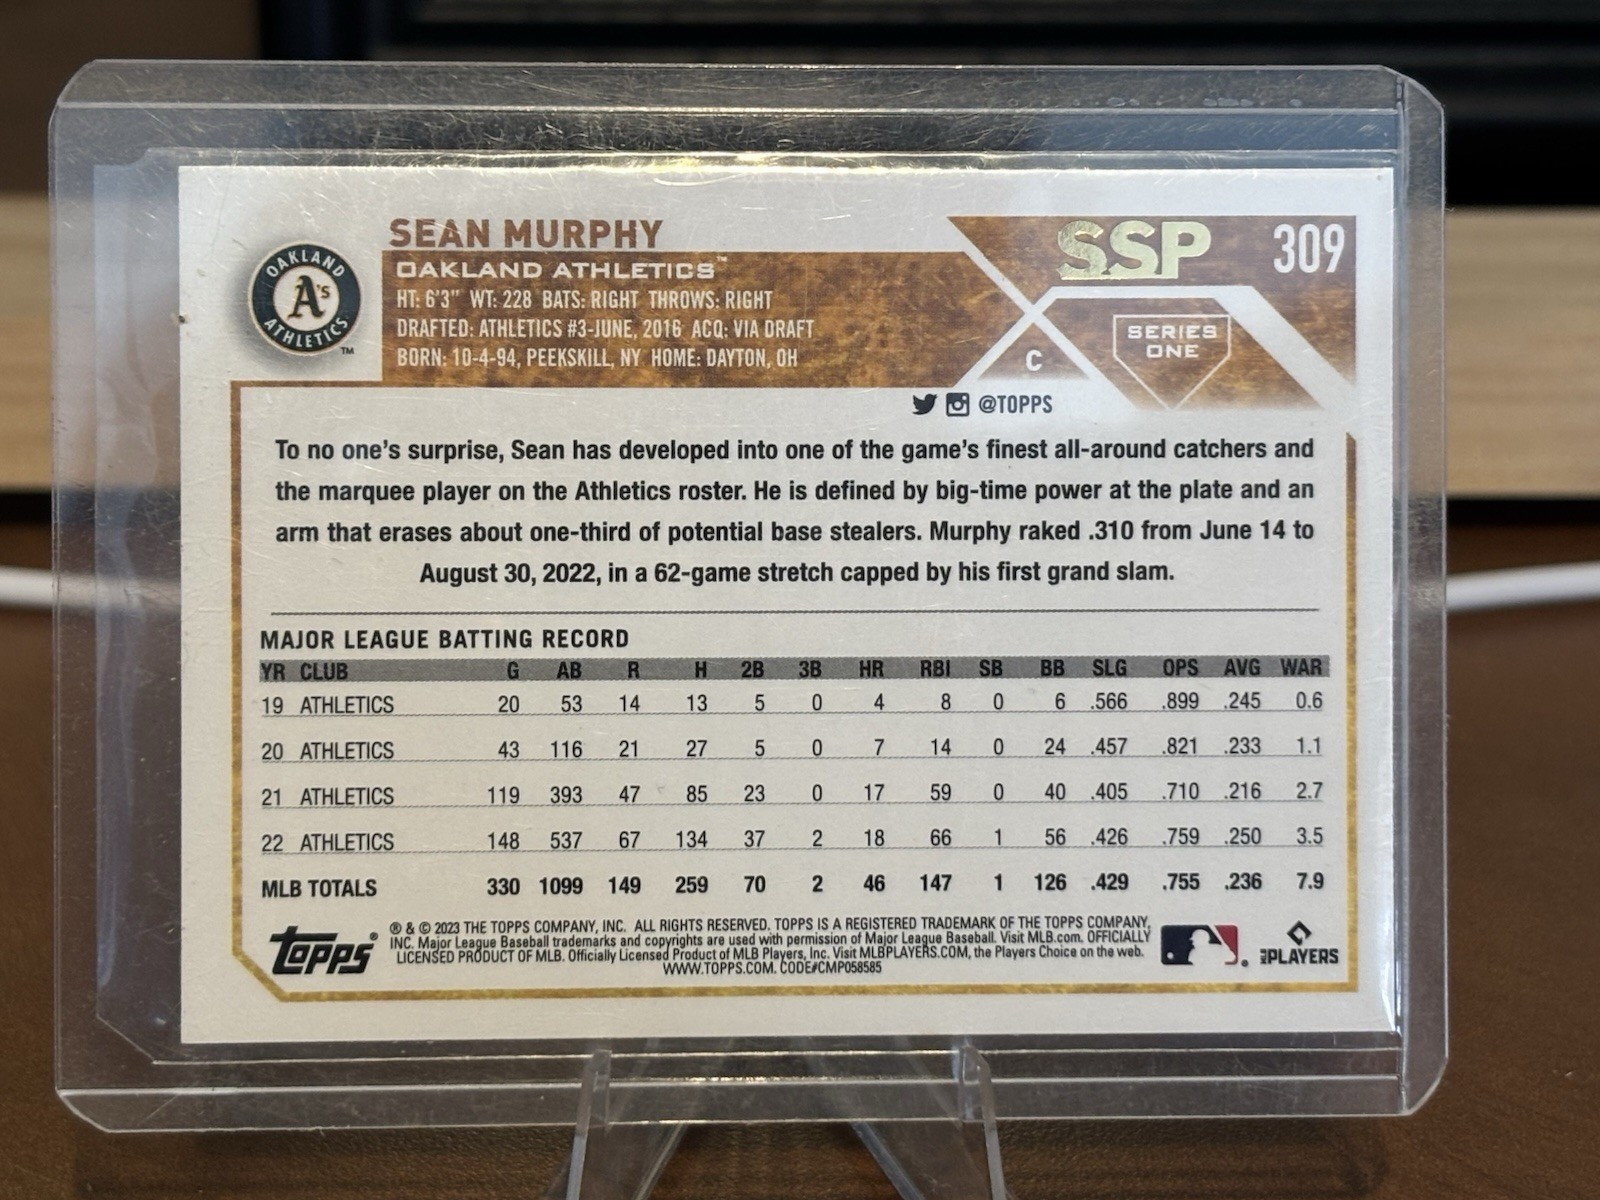 SEAN MURPHY
OAKLAND ATHLETICS™
HT: 6'3" WT: 228 BATS: RIGHT THROWS: RIGHT
DRAFTED: ATHLETICS #3-JUNE, 2016 ACQ: VIA DRAFT
BORN: 10-4-94, PEEKSKILL, NY HOME: DAYTON, OH
OAKLAND
A's
ATHLETICS
TM
SSP
309
C
SERIES
ONE
@TOPPS
To no one's surprise, Sean has developed into one of the game's finest all-around catchers and
the marquee player on the Athletics roster. He is defined by big-time power at the plate and an
arm that erases about one-third of potential base stealers. Murphy raked .310 from June 14 to
August 30, 2022, in a 62-game stretch capped by his first grand slam.
MAJOR LEAGUE BATTING RECORD
YR CLUB G AB R H 2B 3B HR RBI SB BB SLG OPS AVG WAR
19 ATHLETICS 20 53 14 13 5 0 4 8 0 6 .566 .899 .245 0.6
20 ATHLETICS 43 116 21 27 5 0 7 14 0 24 .457 .821 .233 1.1
21 ATHLETICS 119 393 47 85 23 0 17 59 0 40 .405 .710 .216 2.7
22 ATHLETICS 148 537 67 134 37 2 18 66 1 56 .426 .759 .250 3.5
MLB TOTALS 330 1099 149 259 70 2 46 147 1 126 .429 .755 .236 7.9
Topps®
® & © 2023 THE TOPPS COMPANY, INC. ALL RIGHTS RESERVED. TOPPS IS A REGISTERED TRADEMARK OF THE TOPPS COMPANY,
INC. Major League Baseball trademarks and copyrights are used with permission of Major League Baseball. Visit MLB.com. OFFICIALLY
LICENSED PRODUCT OF MLB. Officially Licensed Product of MLB Players, Inc. Visit MLBPLAYERS.COM, the Players Choice on the web.
WWW.TOPPS.COM. CODE#CMP058585
MLB PLAYERS